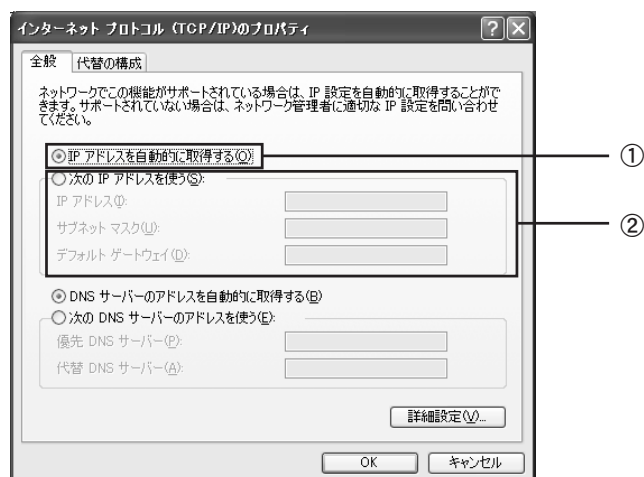 インターネット プロトコル (TCP/IP)のプロパティ
全般 代替の構成
ネットワークでこの機能がサポートされている場合は、IP 設定を自動的に取得することがで
きます。サポートされていない場合は、ネットワーク管理者に適切な IP 設定を問い合わせ
てください。
IP アドレスを自動的に取得する(O)
①
次の IP アドレスを使う(S):
IP アドレス(I):
サブネット マスク(U):
②
デフォルト ゲートウェイ(D):
DNS サーバーのアドレスを自動的に取得する(B)
次の DNS サーバーのアドレスを使う(E):
優先 DNS サーバー(P):
代替 DNS サーバー(A):
詳細設定(V)...
OK キャンセル